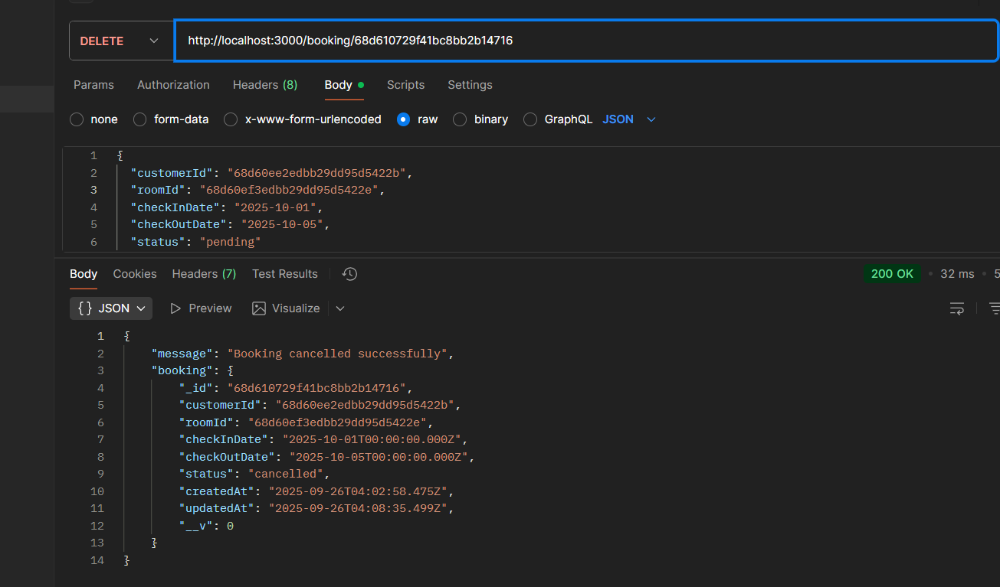 DELETE http://localhost:3000/booking/68d610729f41bc8bb2b14716
Params Authorization Headers (8) Body Scripts Settings
none form-data x-www-form-urlencoded raw binary GraphQL JSON
1 {
2 "customerId": "68d60ee2edbb29dd95d5422b",
3 "roomId": "68d60ef3edbb29dd95d5422e",
4 "checkInDate": "2025-10-01",
5 "checkOutDate": "2025-10-05",
6 "status": "pending"
Body Cookies Headers (7) Test Results 200 OK • 32 ms • 5
{} JSON Preview Visualize
1 {
2 "message": "Booking cancelled successfully",
3 "booking": {
4 "_id": "68d610729f41bc8bb2b14716",
5 "customerId": "68d60ee2edbb29dd95d5422b",
6 "roomId": "68d60ef3edbb29dd95d5422e",
7 "checkInDate": "2025-10-01T00:00:00.000Z",
8 "checkOutDate": "2025-10-05T00:00:00.000Z",
9 "status": "cancelled",
10 "createdAt": "2025-09-26T04:02:58.475Z",
11 "updatedAt": "2025-09-26T04:08:35.499Z",
12 "__v": 0
13 }
14 }